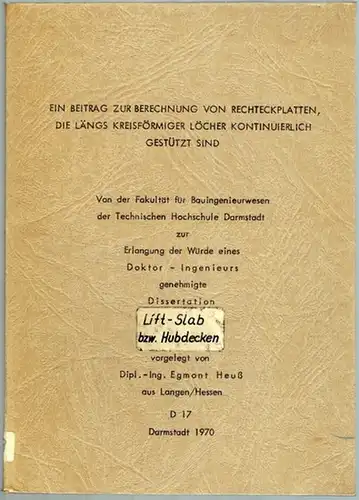 EIN BEITRAG ZUR BERECHNUNG VON RECHTECKPLATTEN,
DIE LÄNGS KREISFÖRMIGER LÖCHER KONTINUIERLICH
GESTÜTZT SIND
Von der Fakultät für Bauingenieurwesen
der Technischen Hochschule Darmstadt
zur
Erlangung der Würde eines
Doktor - Ingenieurs
genehmigte
Dissertation
Lift-Slab
bzw. Hubdecken
vorgelegt von
Dipl.-Ing. Egmont Heuß
aus Langen/Hessen
D 17
Darmstadt 1970